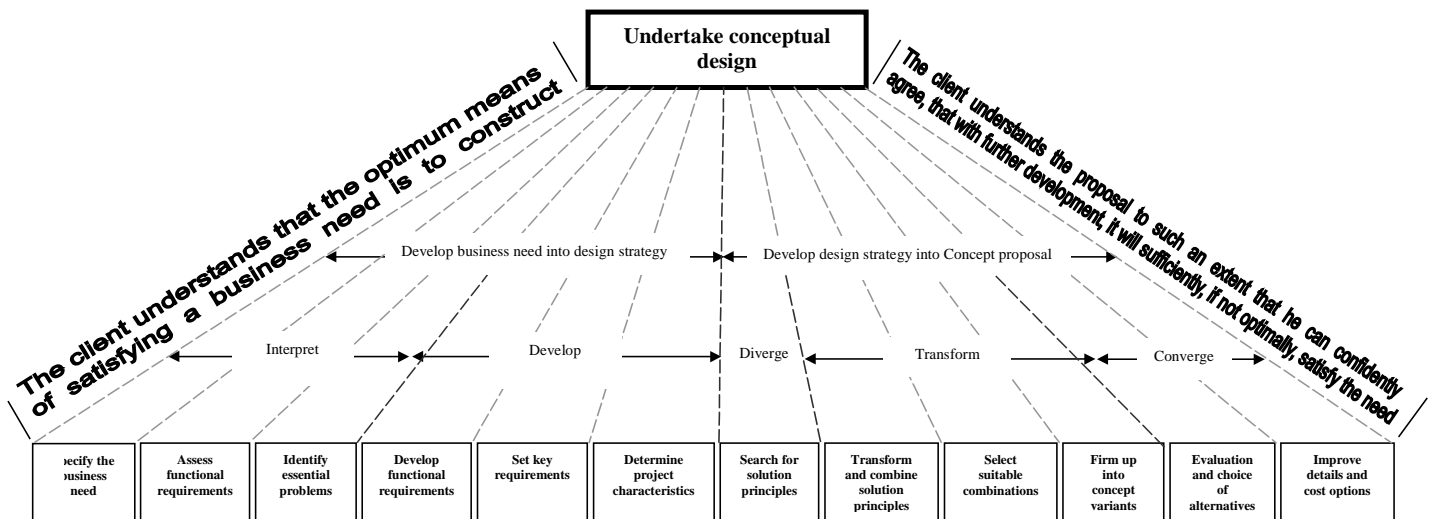 Undertake conceptual
design
The client understands that the optimum means
of satisfying a business need is to construct
The client understands the proposal to such an extent that he can confidently
agree, that with further development, it will sufficiently, if not optimally, satisfy the need
Develop business need into design strategy
Develop design strategy into Concept proposal
Interpret
Develop
Diverge
Transform
Converge
ecify the
usiness
need
Assess
functional
requirements
Identify
essential
problems
Develop
functional
requirements
Set key
requirements
Determine
project
characteristics
Search for
solution
principles
Transform
and combine
solution
principles
Select
suitable
combinations
Firm up
into
concept
variants
Evaluation
and choice
of
alternatives
Improve
details and
cost options